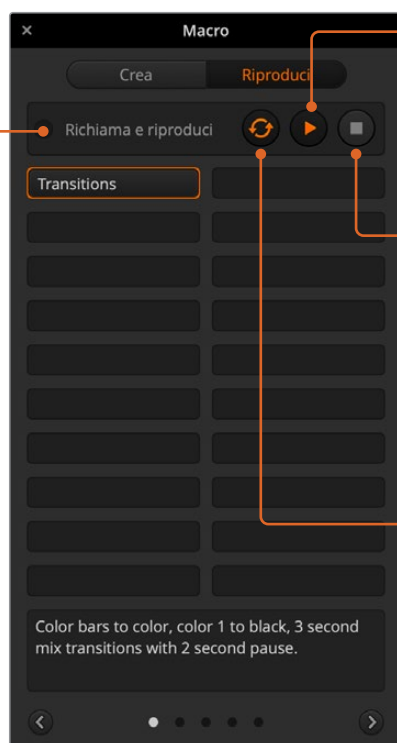 Macro
Crea
Riproduci
Richiama e riproduci
Transitions
Color bars to color, color 1 to black, 3 second
mix transitions with 2 second pause.